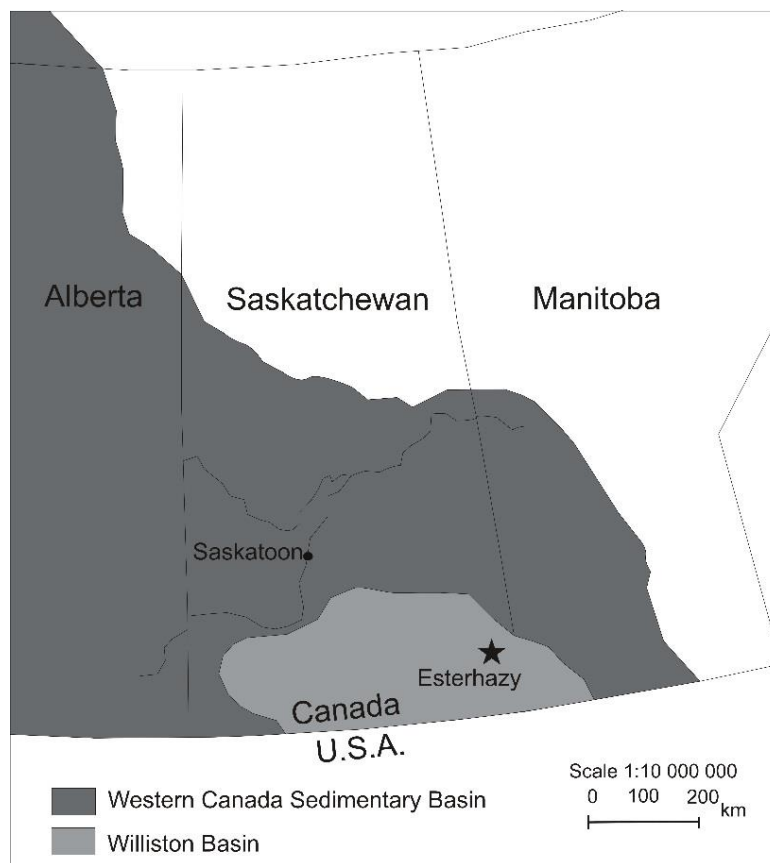 Alberta
Saskatchewan
Manitoba
Saskatoon
Esterhazy
Canada
U.S.A.
Scale 1:10 000 000
0 100 200 km
Western Canada Sedimentary Basin
Williston Basin